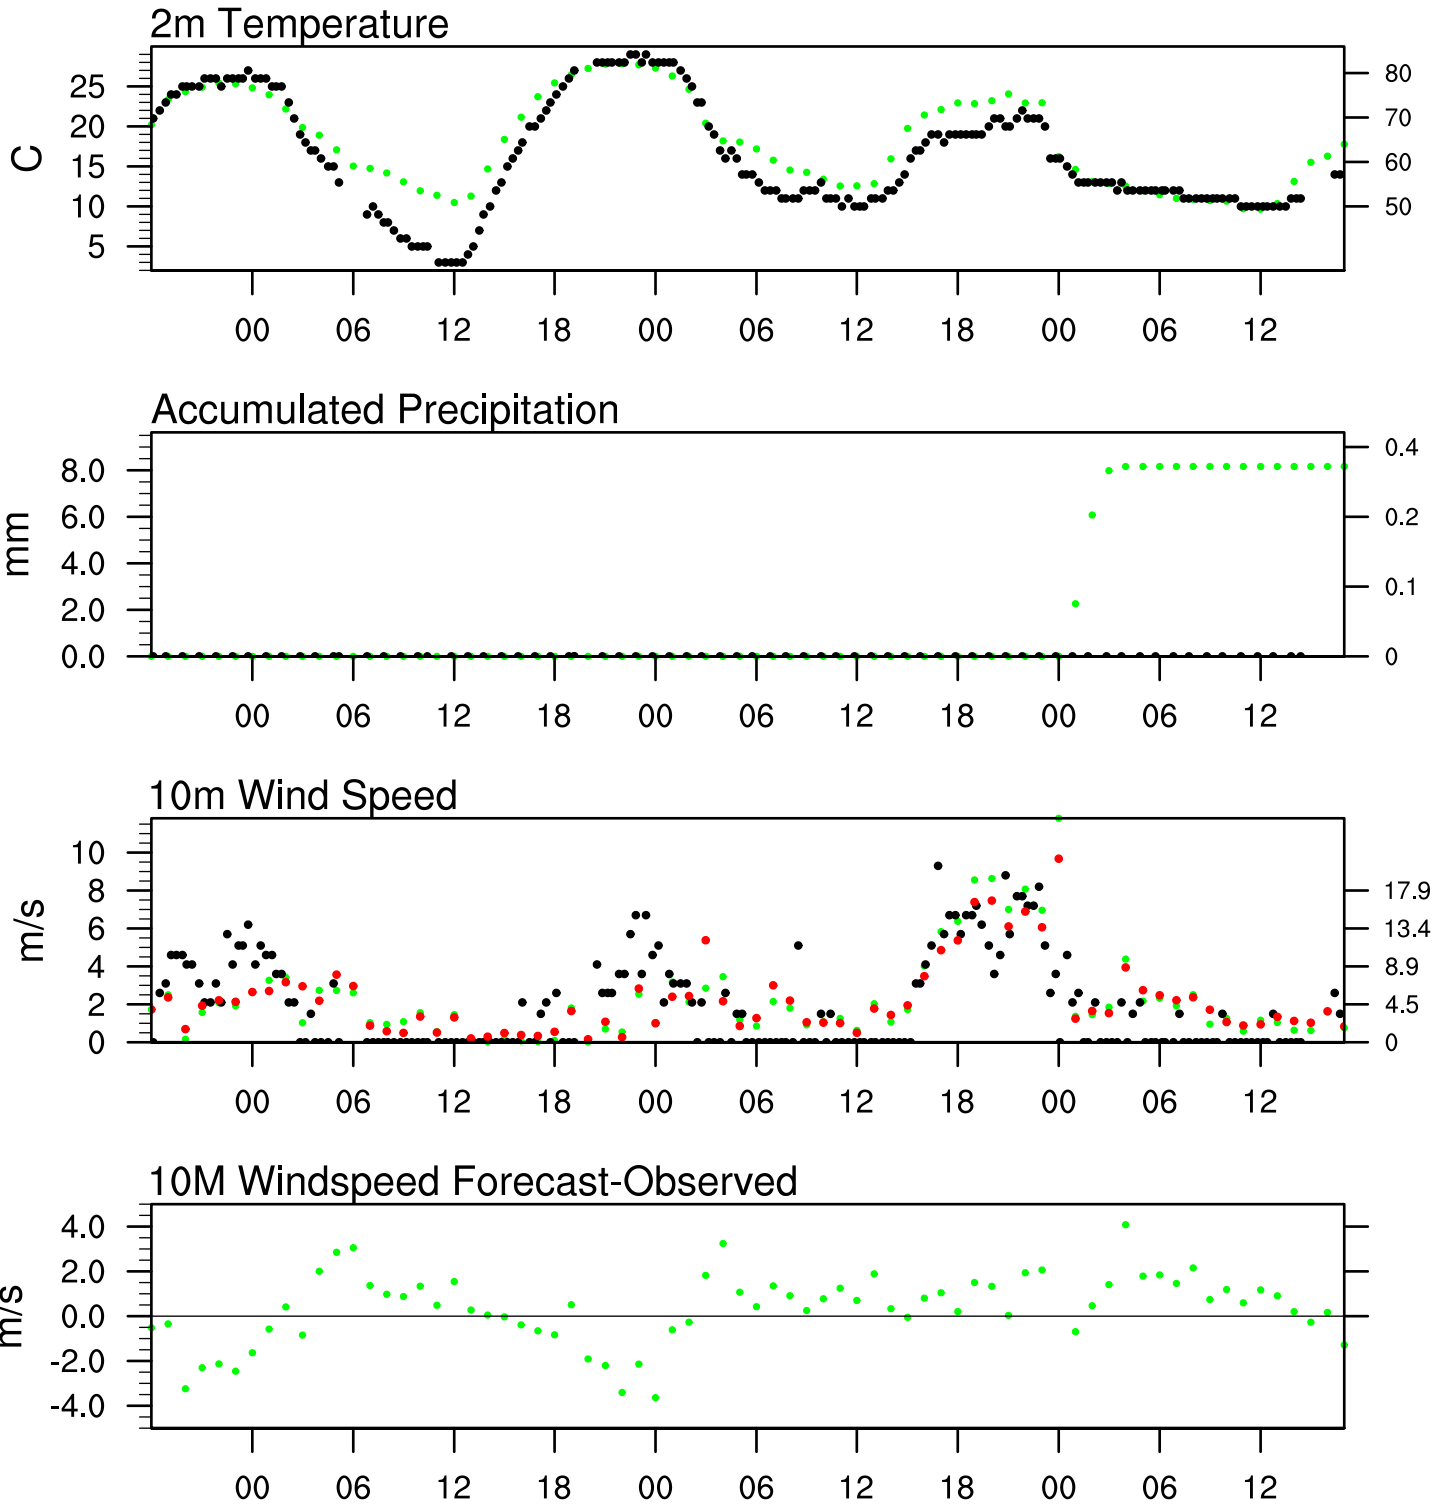 2m Temperature
C
25
20
15
10
5
80
70
60
50
00 06 12 18 00 06 12 18 00 06 12
Accumulated Precipitation
mm
8.0
6.0
4.0
2.0
0.0
0.4
0.2
0.1
0
00 06 12 18 00 06 12 18 00 06 12
10m Wind Speed
m/s
10
8
6
4
2
0
17.9
13.4
8.9
4.5
0
00 06 12 18 00 06 12 18 00 06 12
10M Windspeed Forecast-Observed
m/s
4.0
2.0
0.0
-2.0
-4.0
00 06 12 18 00 06 12 18 00 06 12